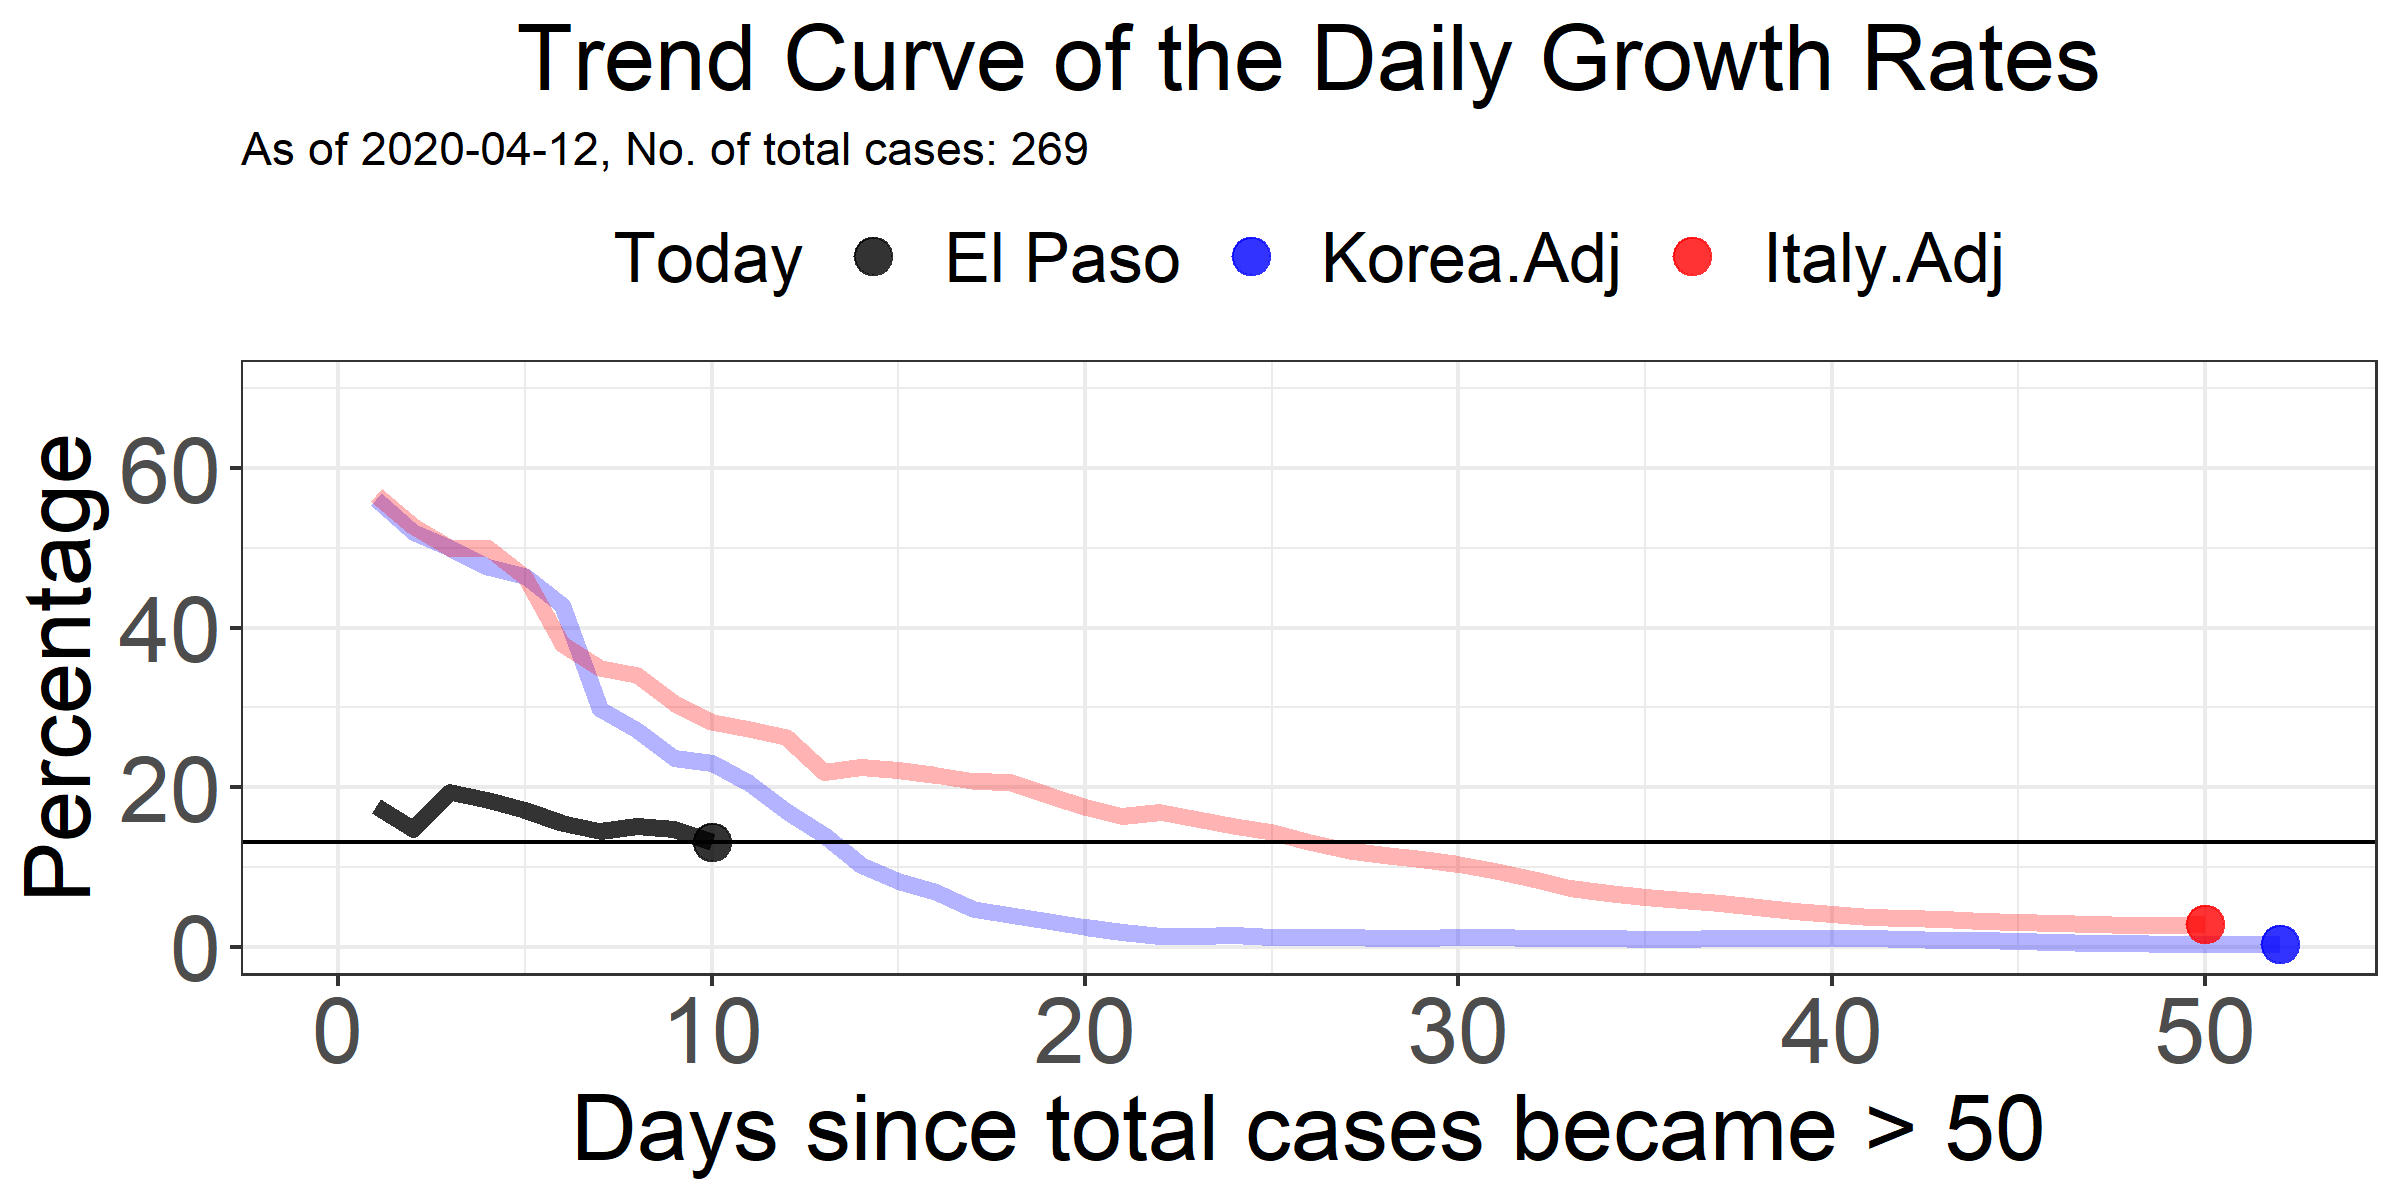 Trend Curve of the Daily Growth Rates
As of 2020-04-12, No. of total cases: 269
Today El Paso Korea.Adj Italy.Adj
Percentage
60
40
20
0
0 10 20 30 40 50
Days since total cases became > 50